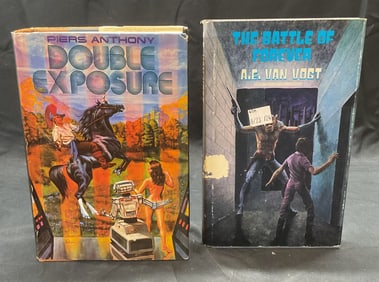 PIERS ANTHONY
DOUBLE
EXPOSURE
THE BATTLE OF
FOREVER
A.E. VAN VOGT